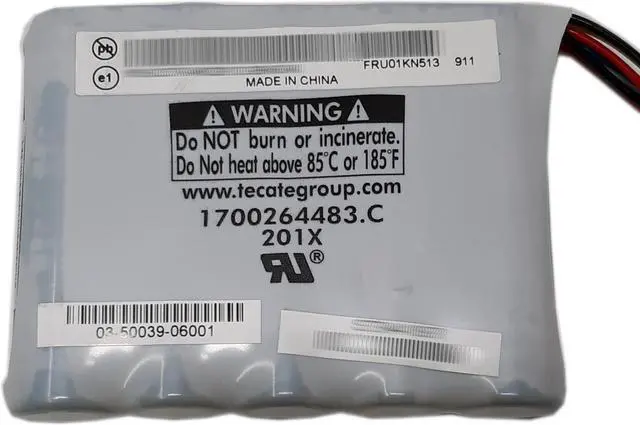 Pb
e1
FRU01KN513 911
MADE IN CHINA
WARNING
Do NOT burn or incinerate.
Do Not heat above 85°C or 185°F
www.tecategroup.com
1700264483.C
201X
RU®
03-50039-06001